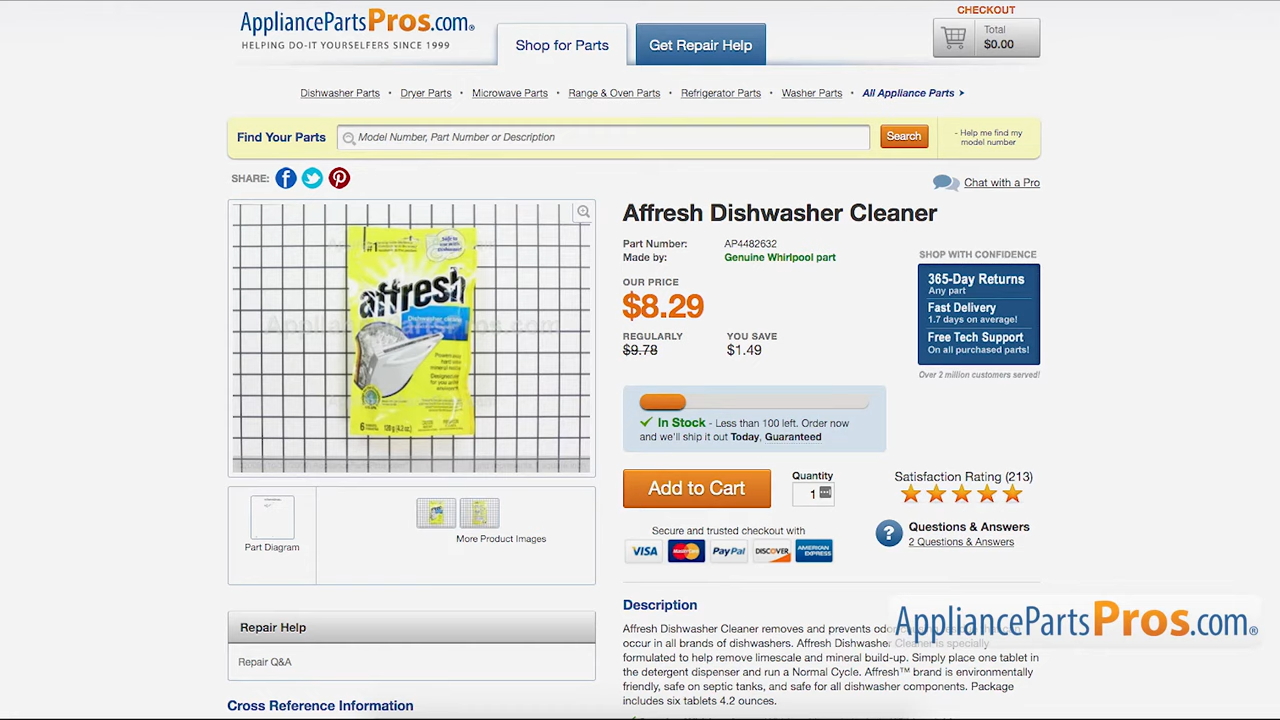 AppliancePartsPros.com®
HELPING DO-IT YOURSELFERS SINCE 1999
Shop for Parts
Get Repair Help
CHECKOUT
Total
$0.00
Dishwasher Parts • Dryer Parts • Microwave Parts • Range & Oven Parts • Refrigerator Parts • Washer Parts • All Appliance Parts >
Find Your Parts
Model Number, Part Number or Description
Search
- Help me find my
model number
SHARE:
Chat with a Pro
#1
affresh
Dishwasher cleaner
6
Part Diagram
More Product Images
Repair Help
Repair Q&A
Cross Reference Information
Affresh Dishwasher Cleaner
Part Number: AP4482632
Made by: Genuine Whirlpool part
OUR PRICE
$8.29
REGULARLY YOU SAVE
$9.78 $1.49
SHOP WITH CONFIDENCE
365-Day Returns
Any part
Fast Delivery
1.7 days on average!
Free Tech Support
On all purchased parts!
Over 2 million customers served!
In Stock - Less than 100 left. Order now
and we'll ship it out Today, Guaranteed
Add to Cart
Quantity
1
Satisfaction Rating (213)
Secure and trusted checkout with
VISA MasterCard PayPal DISCOVER AMERICAN EXPRESS
? Questions & Answers
2 Questions & Answers
Description
Affresh Dishwasher Cleaner removes and prevents
occur in all brands of dishwashers. Affresh Dishwasher Cleaner is specially
formulated to help remove limescale and mineral build-up. Simply place one tablet in
the detergent dispenser and run a Normal Cycle. Affresh™ brand is environmentally
friendly, safe on septic tanks, and safe for all dishwasher components. Package
includes six tablets 4.2 ounces.
AppliancePartsPros.com®